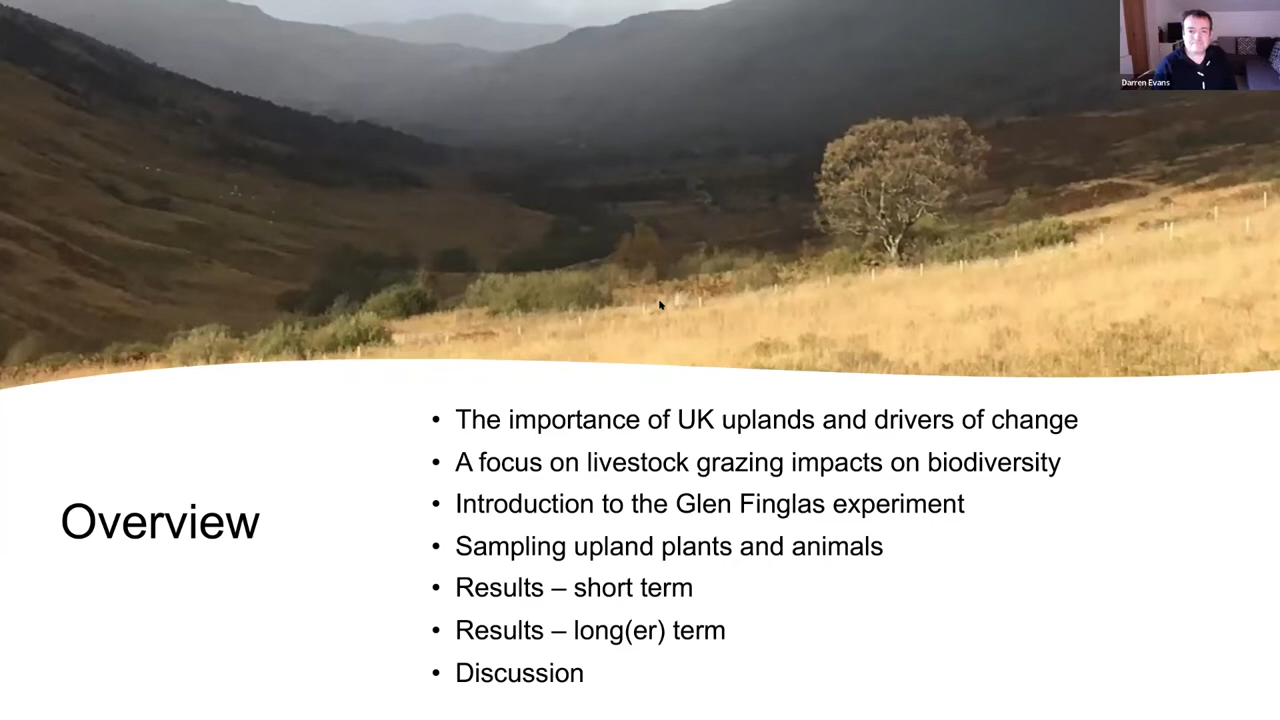 Darren Evans
Overview
• The importance of UK uplands and drivers of change
• A focus on livestock grazing impacts on biodiversity
• Introduction to the Glen Finglas experiment
• Sampling upland plants and animals
• Results – short term
• Results – long(er) term
• Discussion